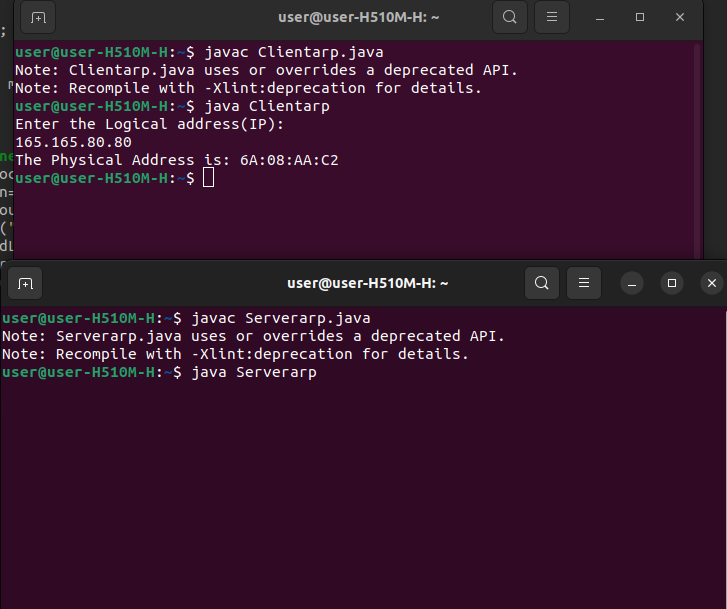 user@user-H510M-H: ~
user@user-H510M-H:~$ javac Clientarp.java
Note: Clientarp.java uses or overrides a deprecated API.
Note: Recompile with -Xlint:deprecation for details.
user@user-H510M-H:~$ java Clientarp
Enter the Logical address(IP):
165.165.80.80
The Physical Address is: 6A:08:AA:C2
user@user-H510M-H:~$
user@user-H510M-H: ~
user@user-H510M-H:~$ javac Serverarp.java
Note: Serverarp.java uses or overrides a deprecated API.
Note: Recompile with -Xlint:deprecation for details.
user@user-H510M-H:~$ java Serverarp